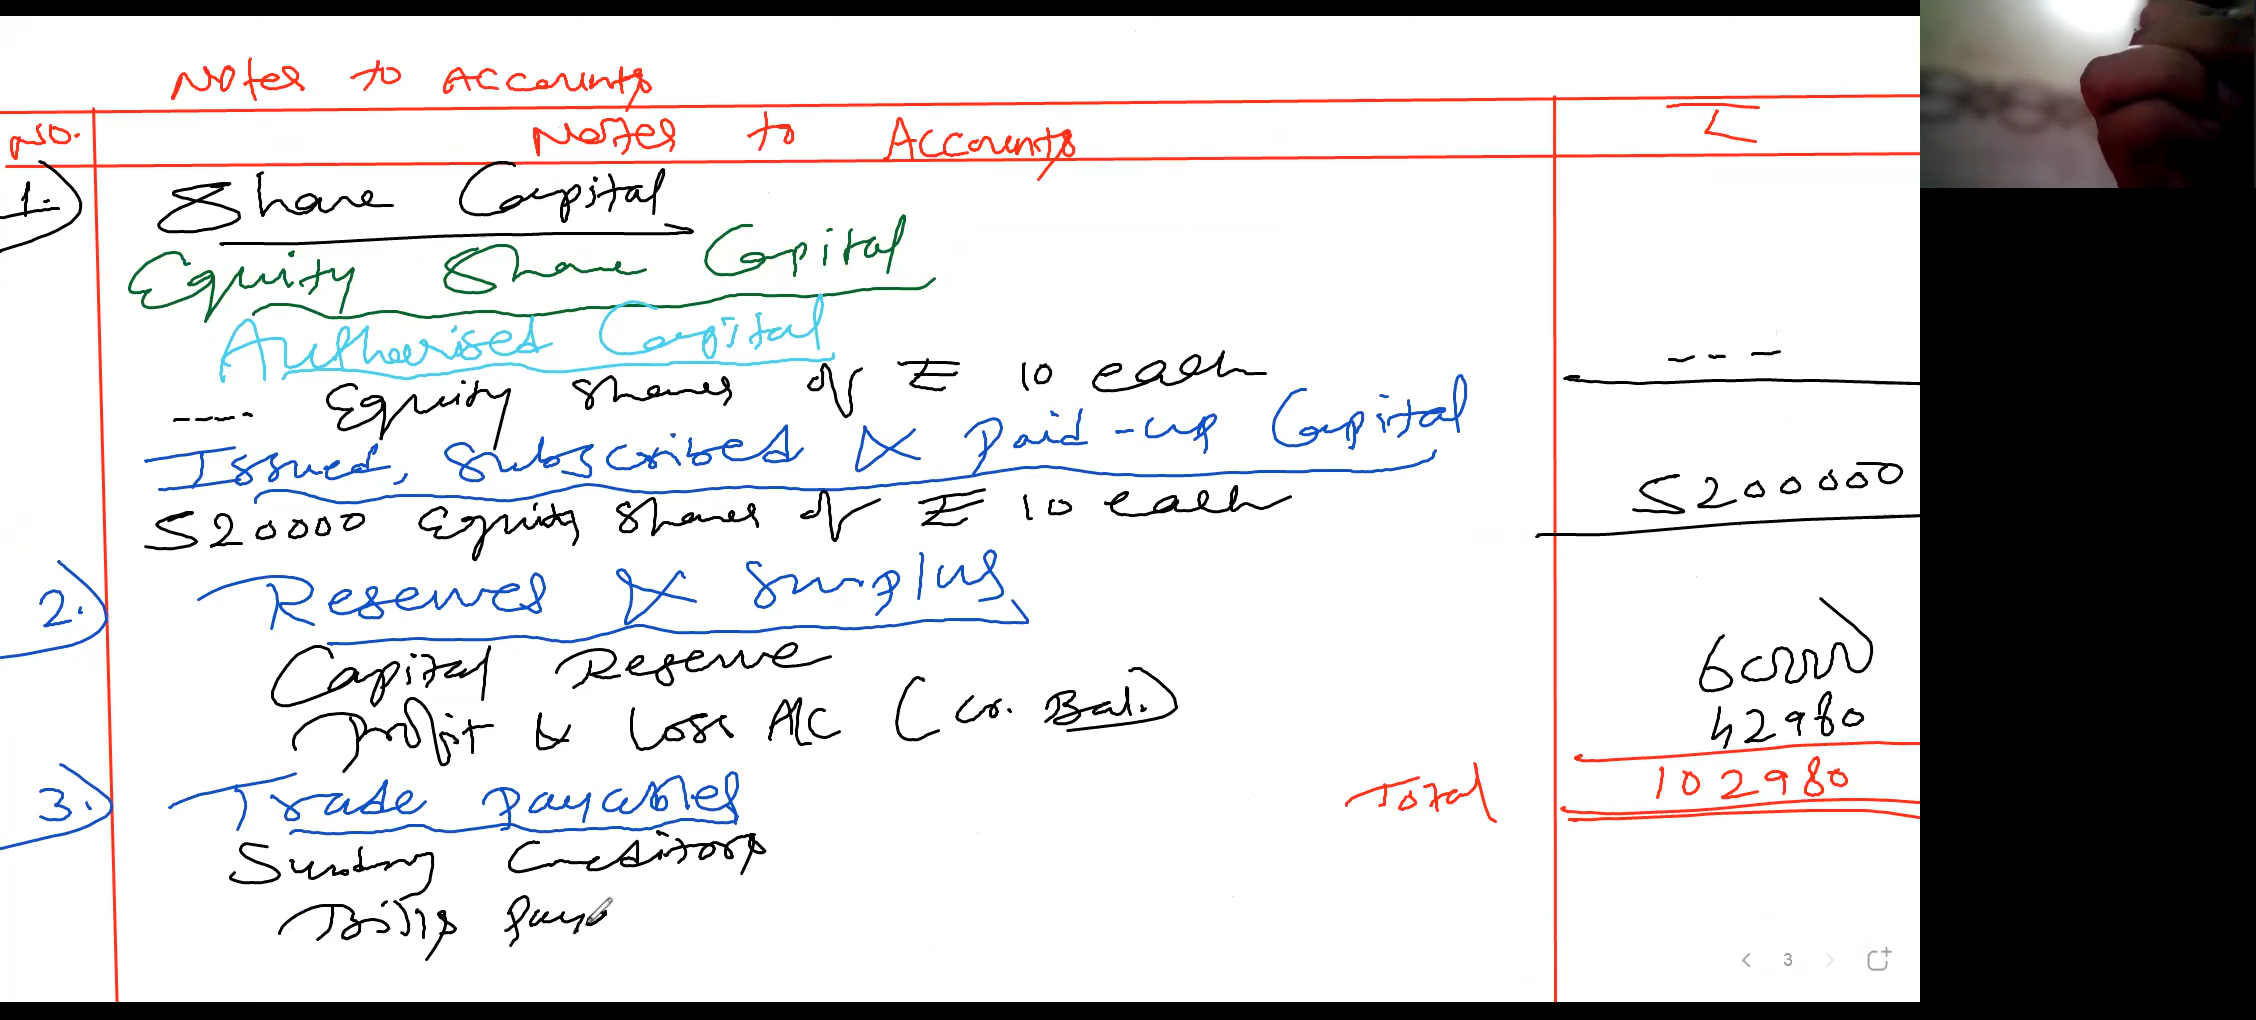 Notes to Accounts
No. Notes to Accounts ₹
1. Share Capital
Equity Share Capital
Authorised Capital
---- Equity shares of ₹ 10 each ---
Issued, Subscribed & Paid-up Capital
520000 Equity shares of ₹ 10 each 5200000
2. Reserves & Surplus
Capital Reserve 60000
Profit & Loss A/C (Cr. Bal.) 42980
3. Trade payables Total 102980
Sundry Creditors
Bills Paya
3